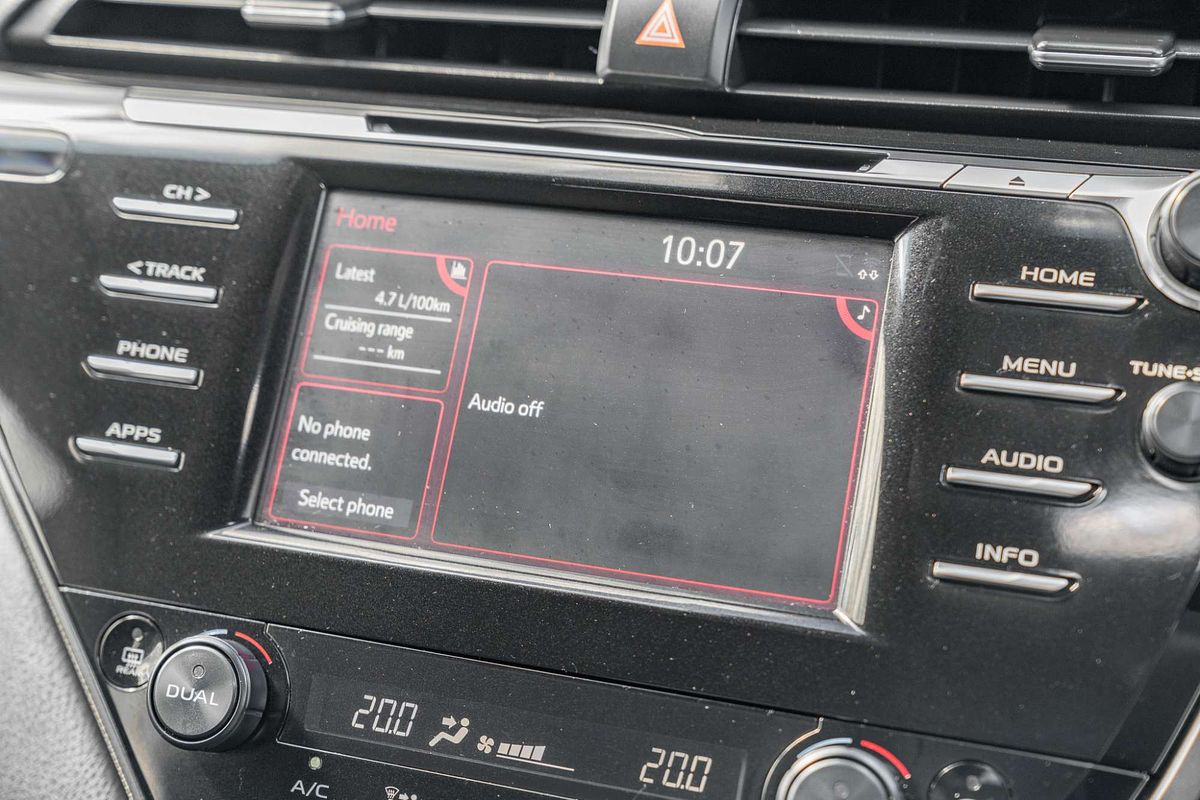 CH >
< TRACK
PHONE
APPS
Home
10:07
Latest
4.7 L/100km
Cruising range
--- km
No phone
connected.
Select phone
Audio off
HOME
MENU
AUDIO
INFO
REAR
DUAL
20.0
20.0
A/C